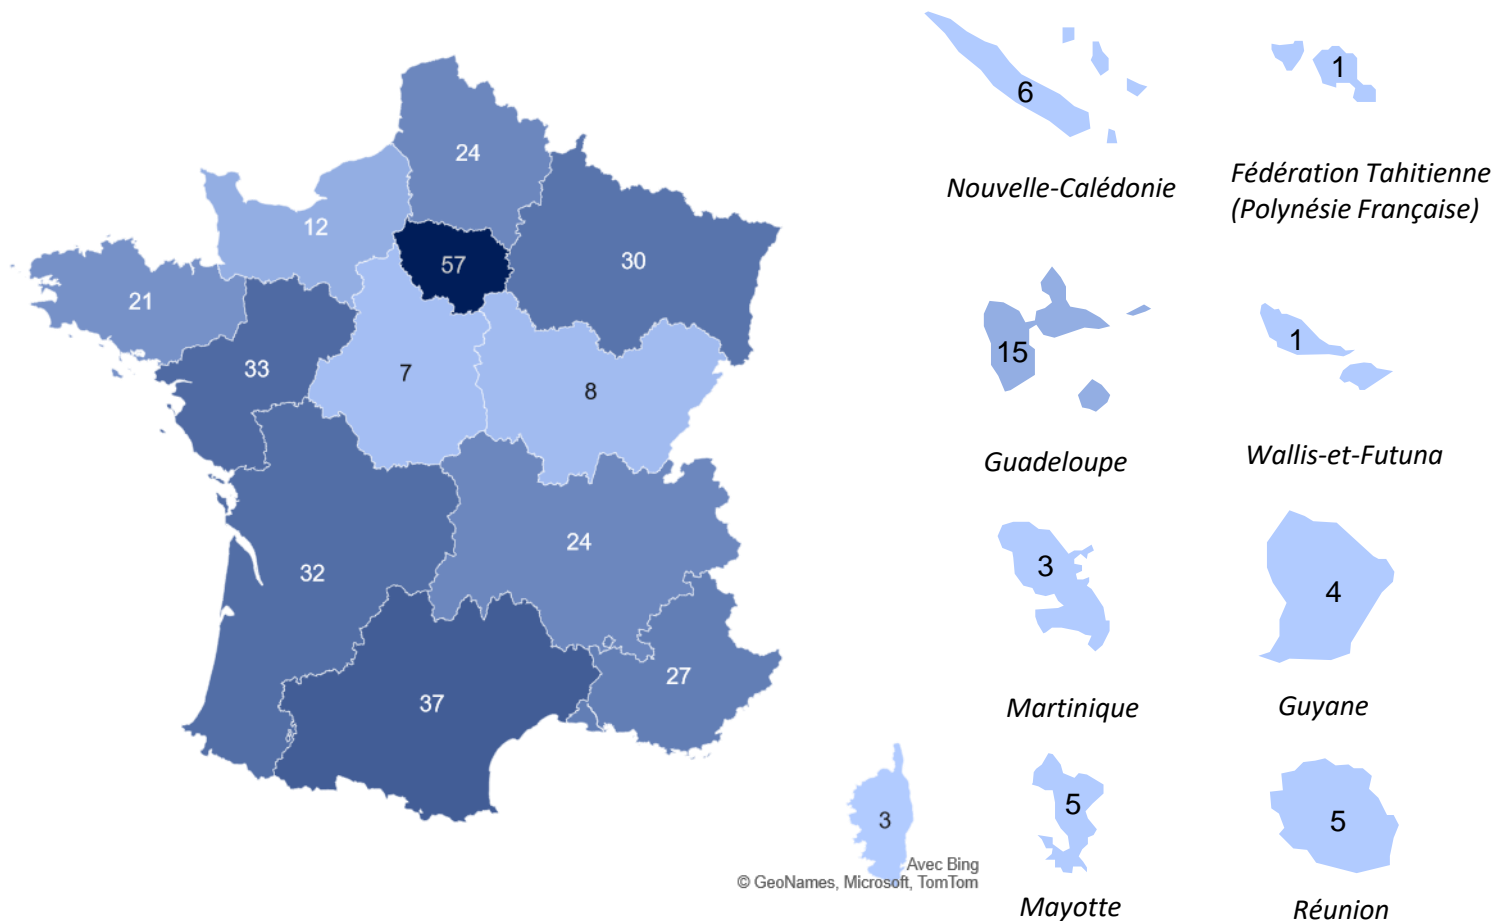 24
12
57
30
21
33
7
8
32
24
37
27
3
Avec Bing
© GeoNames, Microsoft, TomTom
6
Nouvelle-Calédonie
1
Fédération Tahitienne
(Polynésie Française)
15
Guadeloupe
1
Wallis-et-Futuna
3
Martinique
4
Guyane
5
Mayotte
5
Réunion